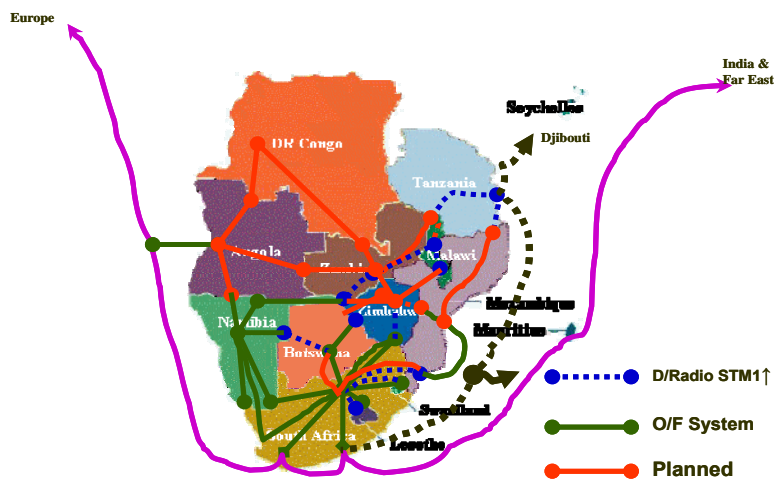 Europe
India &
Far East
Seychelles
Djibouti
DR Congo
Tanzania
Angola
Malawi
Mozambique
Namibia
Mauritius
Botswana
D/Radio STM1↑
Swaziland
O/F System
South Africa
Lesotho
Planned